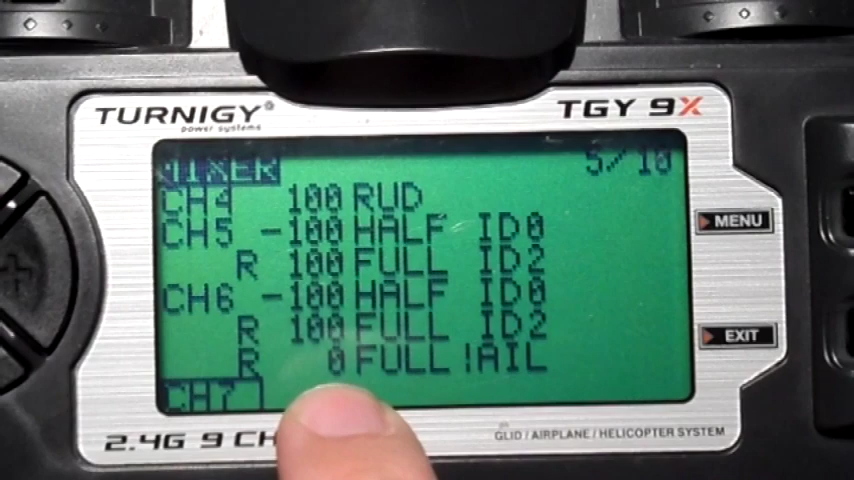 TURNIGY®
power systems
TGY 9X
MIXER 5/10
CH4 100 RUD
CH5 -100 HALF ID0
R 100 FULL ID2
CH6 -100 HALF ID0
R 100 FULL ID2
R 0 FULL !AIL
CH7
MENU
EXIT
2.4G 9 CH
GLID / AIRPLANE / HELICOPTER SYSTEM